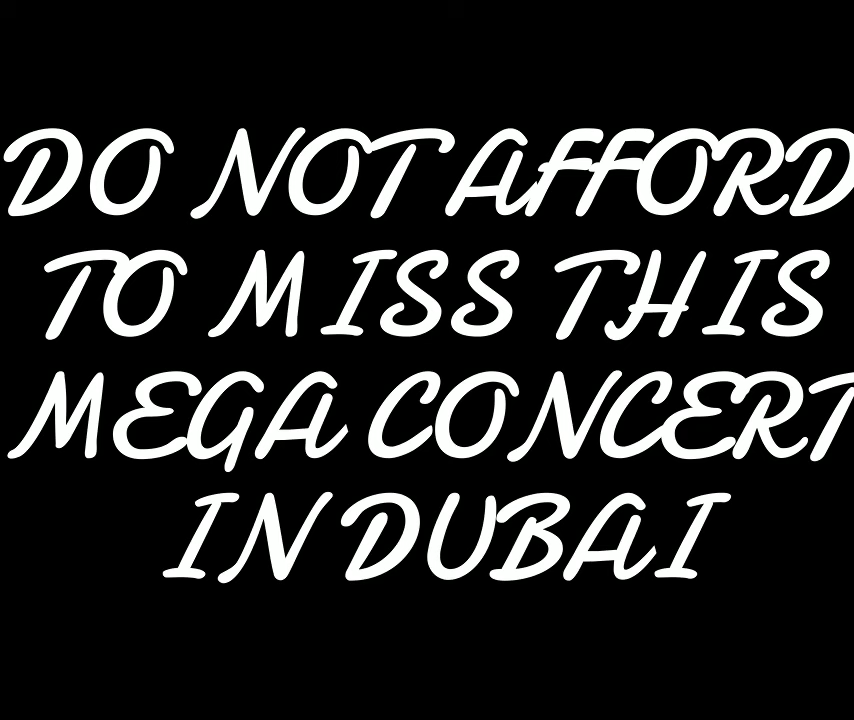 DO NOT AFFORD
TO MISS THIS
MEGA CONCERT
IN DUBAI